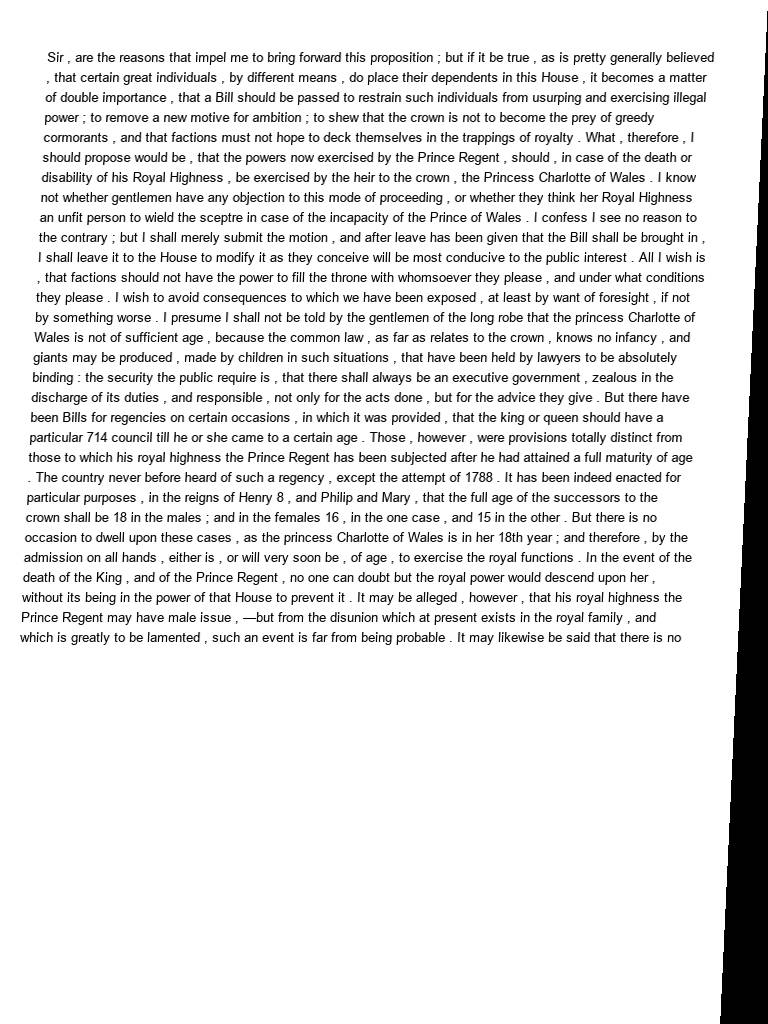 Sir , are the reasons that impel me to bring forward this proposition ; but if it be true , as is pretty generally believed
, that certain great individuals , by different means , do place their dependents in this House , it becomes a matter
of double importance , that a Bill should be passed to restrain such individuals from usurping and exercising illegal
power ; to remove a new motive for ambition ; to shew that the crown is not to become the prey of greedy
cormorants , and that factions must not hope to deck themselves in the trappings of royalty . What , therefore , I
should propose would be , that the powers now exercised by the Prince Regent , should , in case of the death or
disability of his Royal Highness , be exercised by the heir to the crown , the Princess Charlotte of Wales . I know
not whether gentlemen have any objection to this mode of proceeding , or whether they think her Royal Highness
an unfit person to wield the sceptre in case of the incapacity of the Prince of Wales . I confess I see no reason to
the contrary ; but I shall merely submit the motion , and after leave has been given that the Bill shall be brought in ,
I shall leave it to the House to modify it as they conceive will be most conducive to the public interest . All I wish is
, that factions should not have the power to fill the throne with whomsoever they please , and under what conditions
they please . I wish to avoid consequences to which we have been exposed , at least by want of foresight , if not
by something worse . I presume I shall not be told by the gentlemen of the long robe that the princess Charlotte of
Wales is not of sufficient age , because the common law , as far as relates to the crown , knows no infancy , and
giants may be produced , made by children in such situations , that have been held by lawyers to be absolutely
binding : the security the public require is , that there shall always be an executive government , zealous in the
discharge of its duties , and responsible , not only for the acts done , but for the advice they give . But there have
been Bills for regencies on certain occasions , in which it was provided , that the king or queen should have a
particular 714 council till he or she came to a certain age . Those , however , were provisions totally distinct from
those to which his royal highness the Prince Regent has been subjected after he had attained a full maturity of age
. The country never before heard of such a regency , except the attempt of 1788 . It has been indeed enacted for
particular purposes , in the reigns of Henry 8 , and Philip and Mary , that the full age of the successors to the
crown shall be 18 in the males ; and in the females 16 , in the one case , and 15 in the other . But there is no
occasion to dwell upon these cases , as the princess Charlotte of Wales is in her 18th year ; and therefore , by the
admission on all hands , either is , or will very soon be , of age , to exercise the royal functions . In the event of the
death of the King , and of the Prince Regent , no one can doubt but the royal power would descend upon her ,
without its being in the power of that House to prevent it . It may be alleged , however , that his royal highness the
Prince Regent may have male issue , —but from the disunion which at present exists in the royal family , and
which is greatly to be lamented , such an event is far from being probable . It may likewise be said that there is no